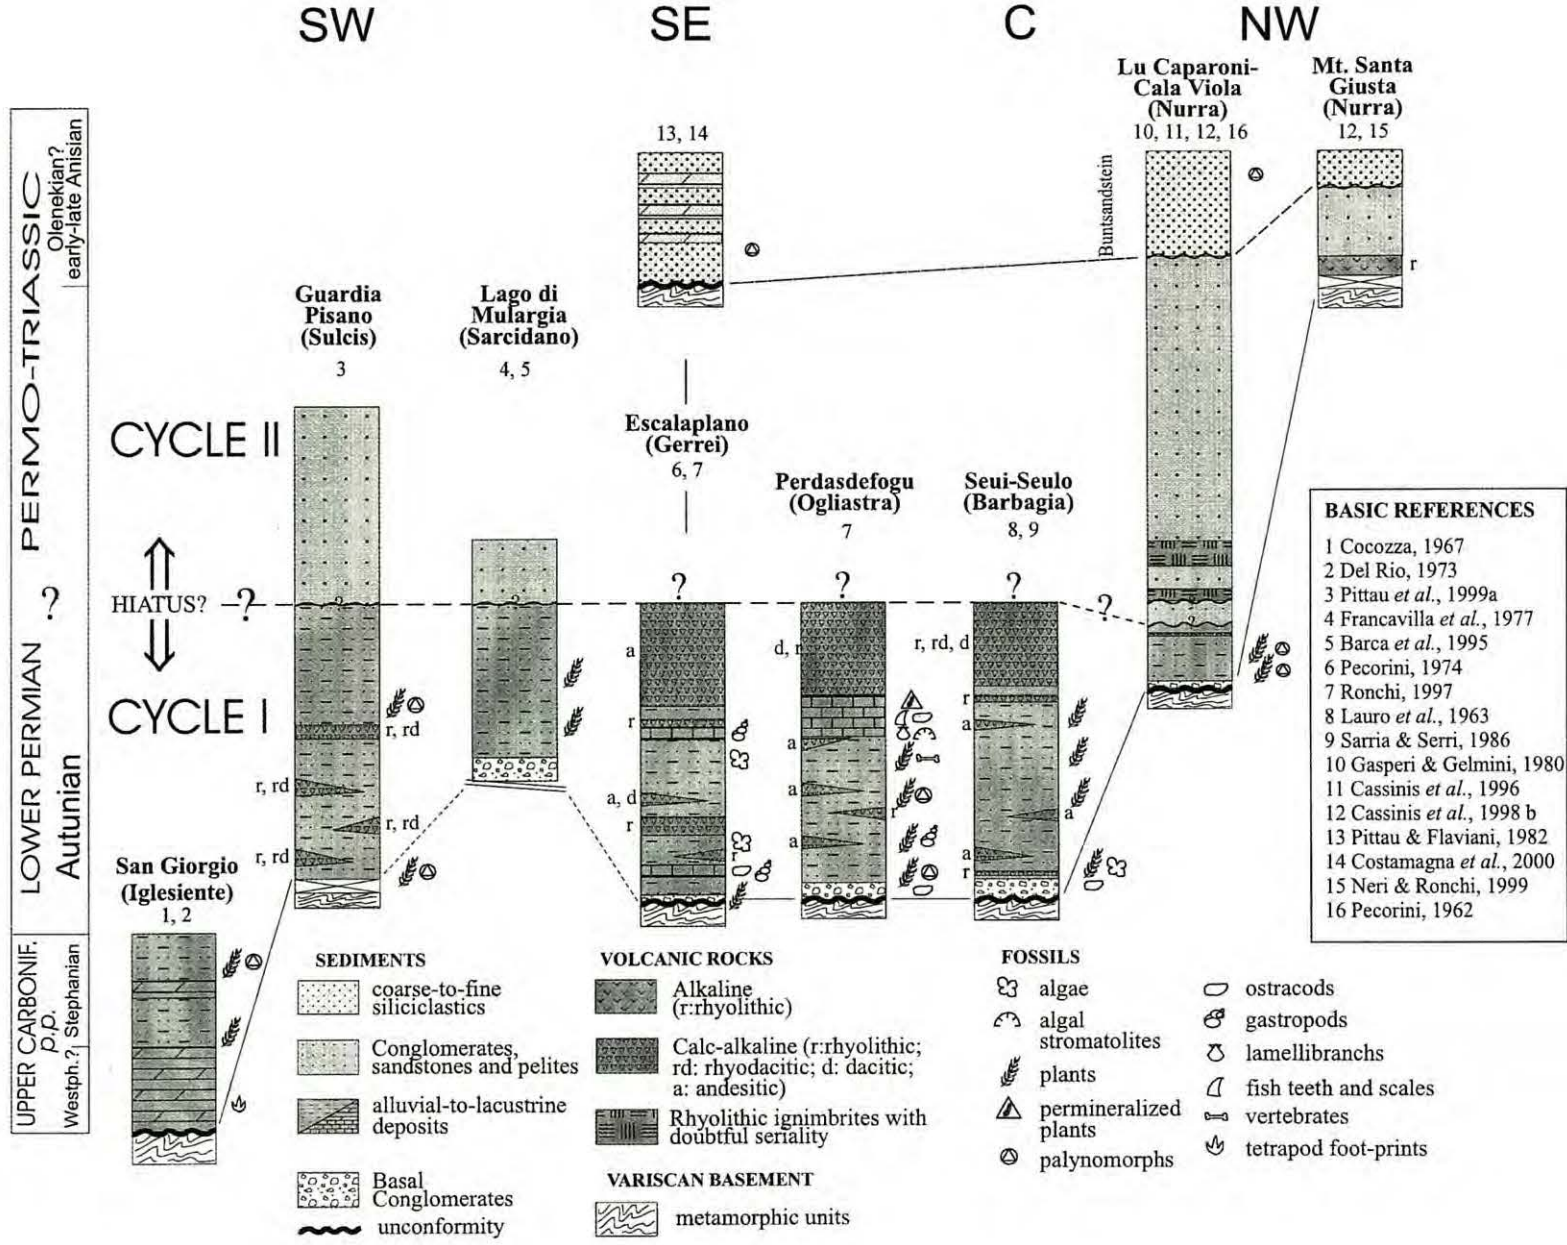 SW
SE
C
NW
Lu Caparoni-
Cala Viola
(Nurra)
10, 11, 12, 16
Mt. Santa
Giusta
(Nurra)
12, 15
13, 14
PERMO-TRIASSIC
Olenekian?
early-late Anisian
?
LOWER PERMIAN
Autunian
UPPER CARBONIF.
p.p.
Westph.? Stephanian
Buntsandstein
r
Guardia
Pisano
(Sulcis)
3
Lago di
Mulargia
(Sarcidano)
4, 5
Escalaplano
(Gerrei)
6, 7
Perdasdefogu
(Ogliastra)
7
Seui-Seulo
(Barbagia)
8, 9
CYCLE II
HIATUS?
?
?
?
?
?
?
?
?
?
?
CYCLE I
r, rd
r, rd
r, rd
r, rd
a
r
a, d
r
r
d, r
a
a
r
a
r, rd, d
r
a
a
a
r
San Giorgio
(Iglesiente)
1, 2
BASIC REFERENCES
1 Cocozza, 1967
2 Del Rio, 1973
3 Pittau et al., 1999a
4 Francavilla et al., 1977
5 Barca et al., 1995
6 Pecorini, 1974
7 Ronchi, 1997
8 Lauro et al., 1963
9 Sarria & Serri, 1986
10 Gasperi & Gelmini, 1980
11 Cassinis et al., 1996
12 Cassinis et al., 1998 b
13 Pittau & Flaviani, 1982
14 Costamagna et al., 2000
15 Neri & Ronchi, 1999
16 Pecorini, 1962
SEDIMENTS
coarse-to-fine
siliciclastics
Conglomerates,
sandstones and pelites
alluvial-to-lacustrine
deposits
Basal
Conglomerates
unconformity
VOLCANIC ROCKS
Alkaline
(r:rhyolithic)
Calc-alkaline (r:rhyolithic;
rd: rhyodacitic; d: dacitic;
a: andesitic)
Rhyolithic ignimbrites with
doubtful seriality
VARISCAN BASEMENT
metamorphic units
FOSSILS
algae
algal
stromatolites
plants
permineralized
plants
palynomorphs
ostracods
gastropods
lamellibranchs
fish teeth and scales
vertebrates
tetrapod foot-prints